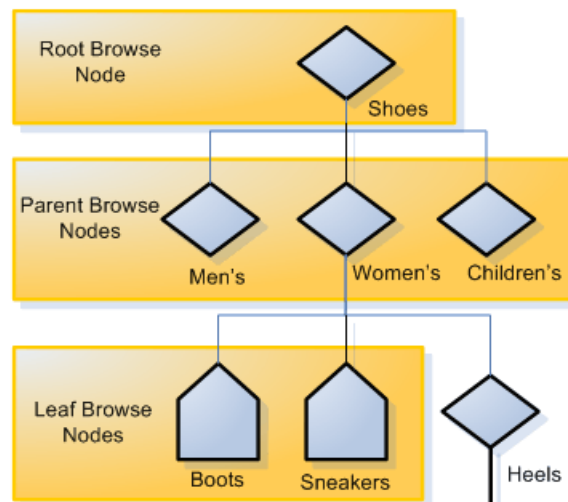 Root Browse
Node
Shoes
Parent Browse
Nodes
Men's
Women's
Children's
Leaf Browse
Nodes
Boots
Sneakers
Heels